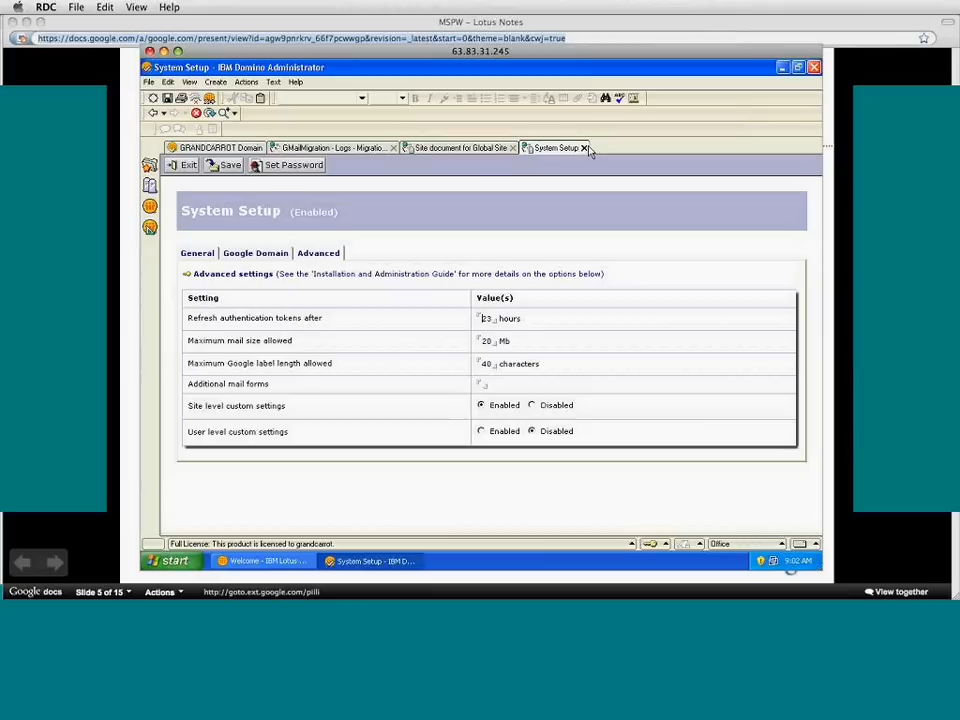 RDC File Edit View Help
MSPW - Lotus Notes
https://docs.google.com/a/google.com/present/view?id=agw9pnrkrv_66f7pcwwgp&revision=_latest&start=0&theme=blank&cwj=true
63.83.31.245
System Setup - IBM Domino Administrator
File Edit View Create Actions Text Help
GRANDCARROT Domain GMailMigration - Logs - Migratio... Site document for Global Site System Setup
Exit Save Set Password
System Setup (Enabled)
General Google Domain Advanced
Advanced settings (See the 'Installation and Administration Guide' for more details on the options below)
Setting Value(s)
Refresh authentication tokens after 23 hours
Maximum mail size allowed 20 Mb
Maximum Google label length allowed 40 characters
Additional mail forms
Site level custom settings Enabled Disabled
User level custom settings Enabled Disabled
Full License: This product is licensed to grandcarrot. Office
start Welcome - IBM Lotus ... System Setup - IBM D... 9:02 AM
Google docs Slide 5 of 15 Actions http://goto.ext.google.com/pilli View together